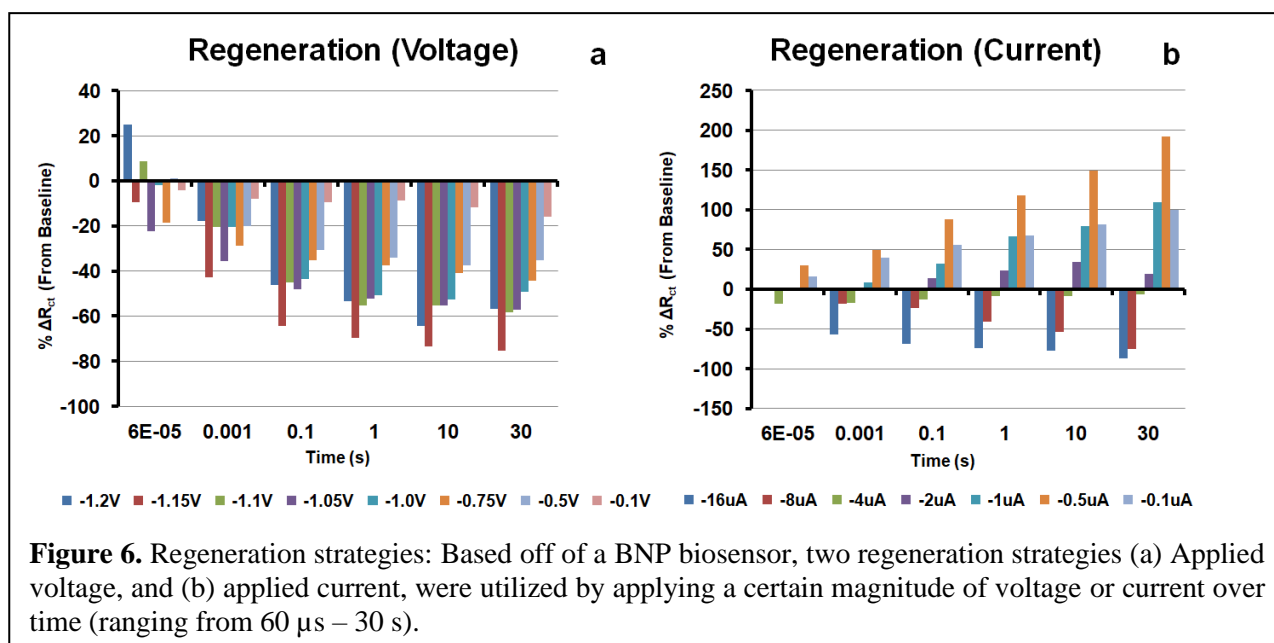 Regeneration (Voltage) a
% ΔRct (From Baseline)
40
20
0
-20
-40
-60
-80
-100
6E-05 0.001 0.1 1 10 30
Time (s)
-1.2V -1.15V -1.1V -1.05V -1.0V -0.75V -0.5V -0.1V
Regeneration (Current) b
% ΔRct (From Baseline)
250
200
150
100
50
0
-50
-100
-150
6E-05 0.001 0.1 1 10 30
Time (s)
-16uA -8uA -4uA -2uA -1uA -0.5uA -0.1uA
Figure 6. Regeneration strategies: Based off of a BNP biosensor, two regeneration strategies (a) Applied
voltage, and (b) applied current, were utilized by applying a certain magnitude of voltage or current over
time (ranging from 60 µs – 30 s).